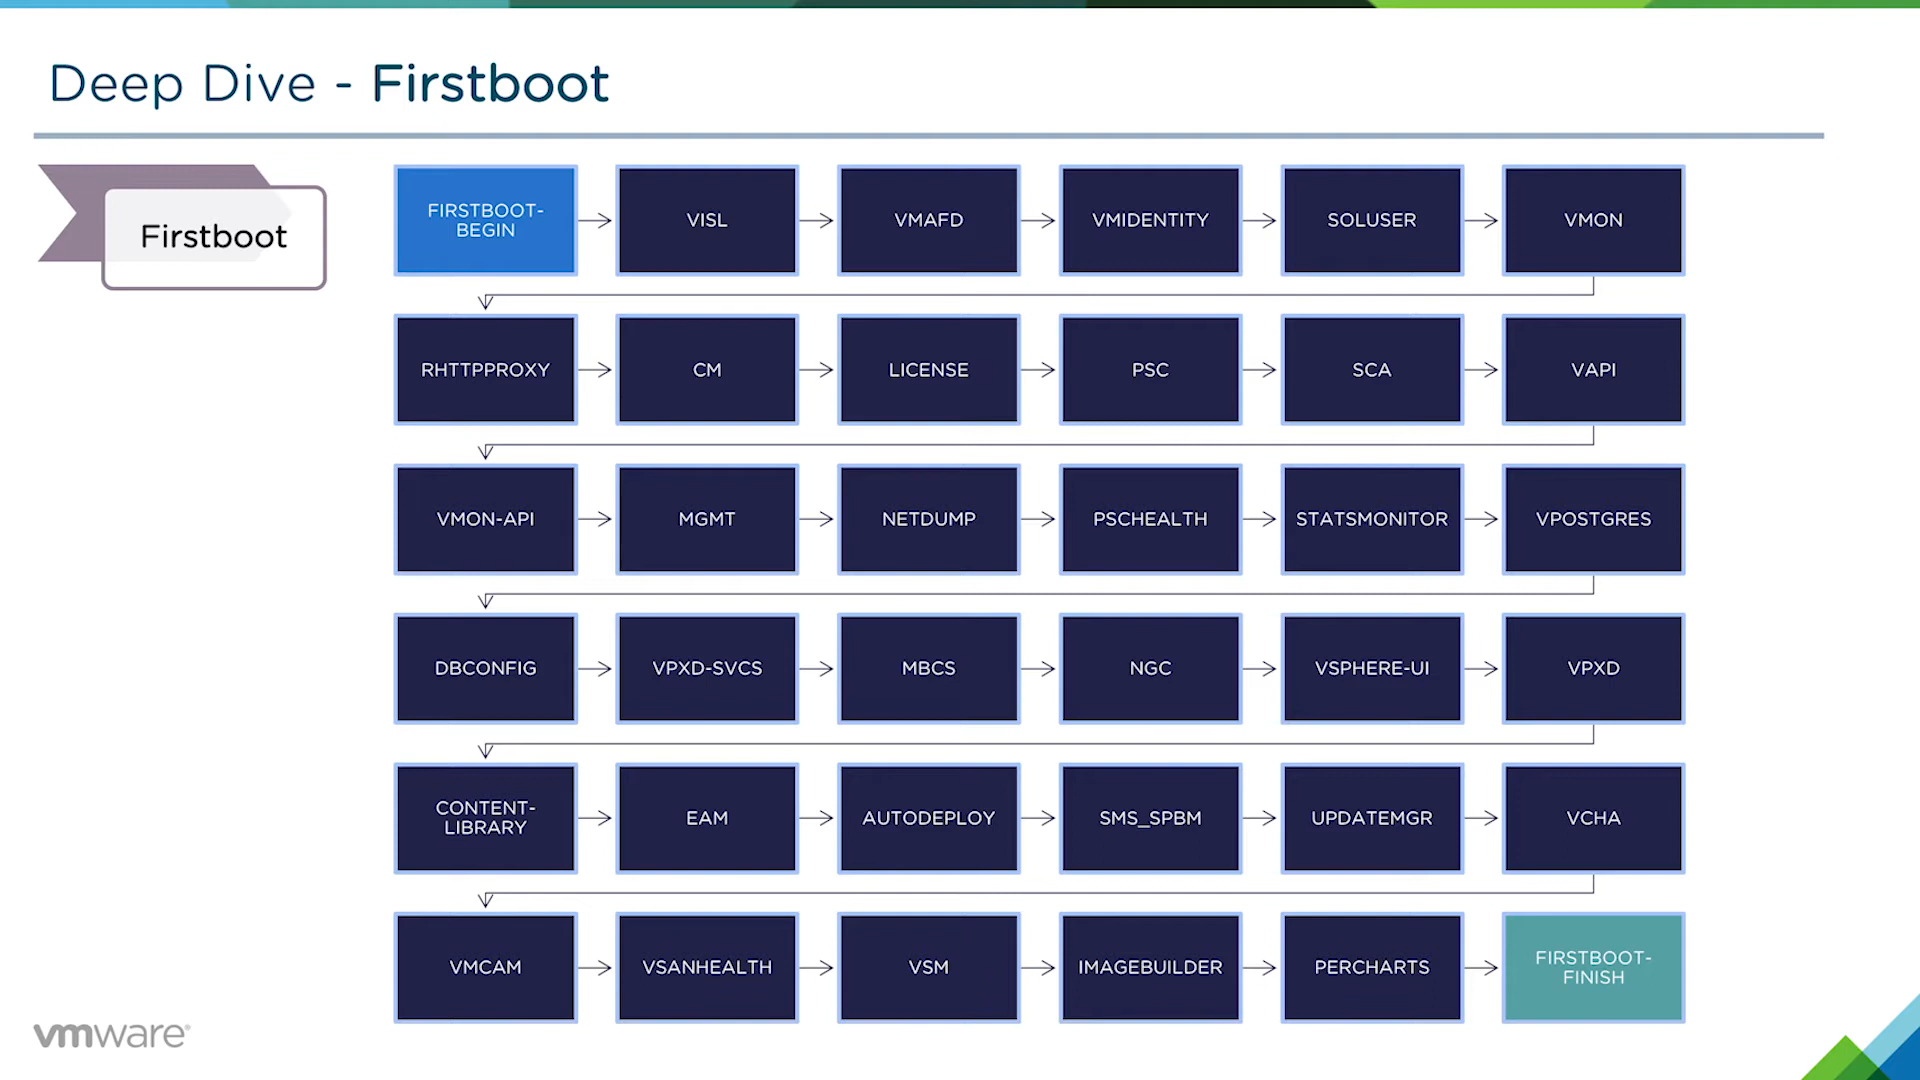 Deep Dive - Firstboot
Firstboot
FIRSTBOOT-
BEGIN
VISL
VMAFD
VMIDENTITY
SOLUSER
VMON
RHTTPPROXY
CM
LICENSE
PSC
SCA
VAPI
VMON-API
MGMT
NETDUMP
PSCHEALTH
STATSMONITOR
VPOSTGRES
DBCONFIG
VPXD-SVCS
MBCS
NGC
VSPHERE-UI
VPXD
CONTENT-
LIBRARY
EAM
AUTODEPLOY
SMS_SPBM
UPDATEMGR
VCHA
VMCAM
VSANHEALTH
VSM
IMAGEBUILDER
PERCHARTS
FIRSTBOOT-
FINISH
vmware®